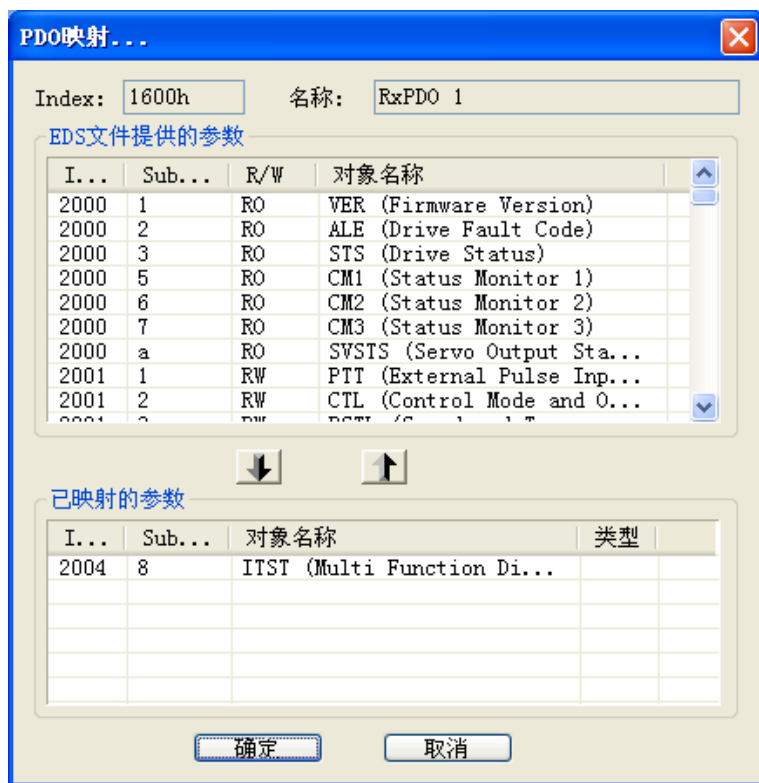 PDO映射...
Index: 1600h 名称: RxPDO 1
EDS文件提供的参数
I... Sub... R/W 对象名称
2000 1 RO VER (Firmware Version)
2000 2 RO ALE (Drive Fault Code)
2000 3 RO STS (Drive Status)
2000 5 RO CM1 (Status Monitor 1)
2000 6 RO CM2 (Status Monitor 2)
2000 7 RO CM3 (Status Monitor 3)
2000 a RO SVSTS (Servo Output Sta...
2001 1 RW PTT (External Pulse Inp...
2001 2 RW CTL (Control Mode and O...
已映射的参数
I... Sub... 对象名称 类型
2004 8 ITST (Multi Function Di...
确定 取消